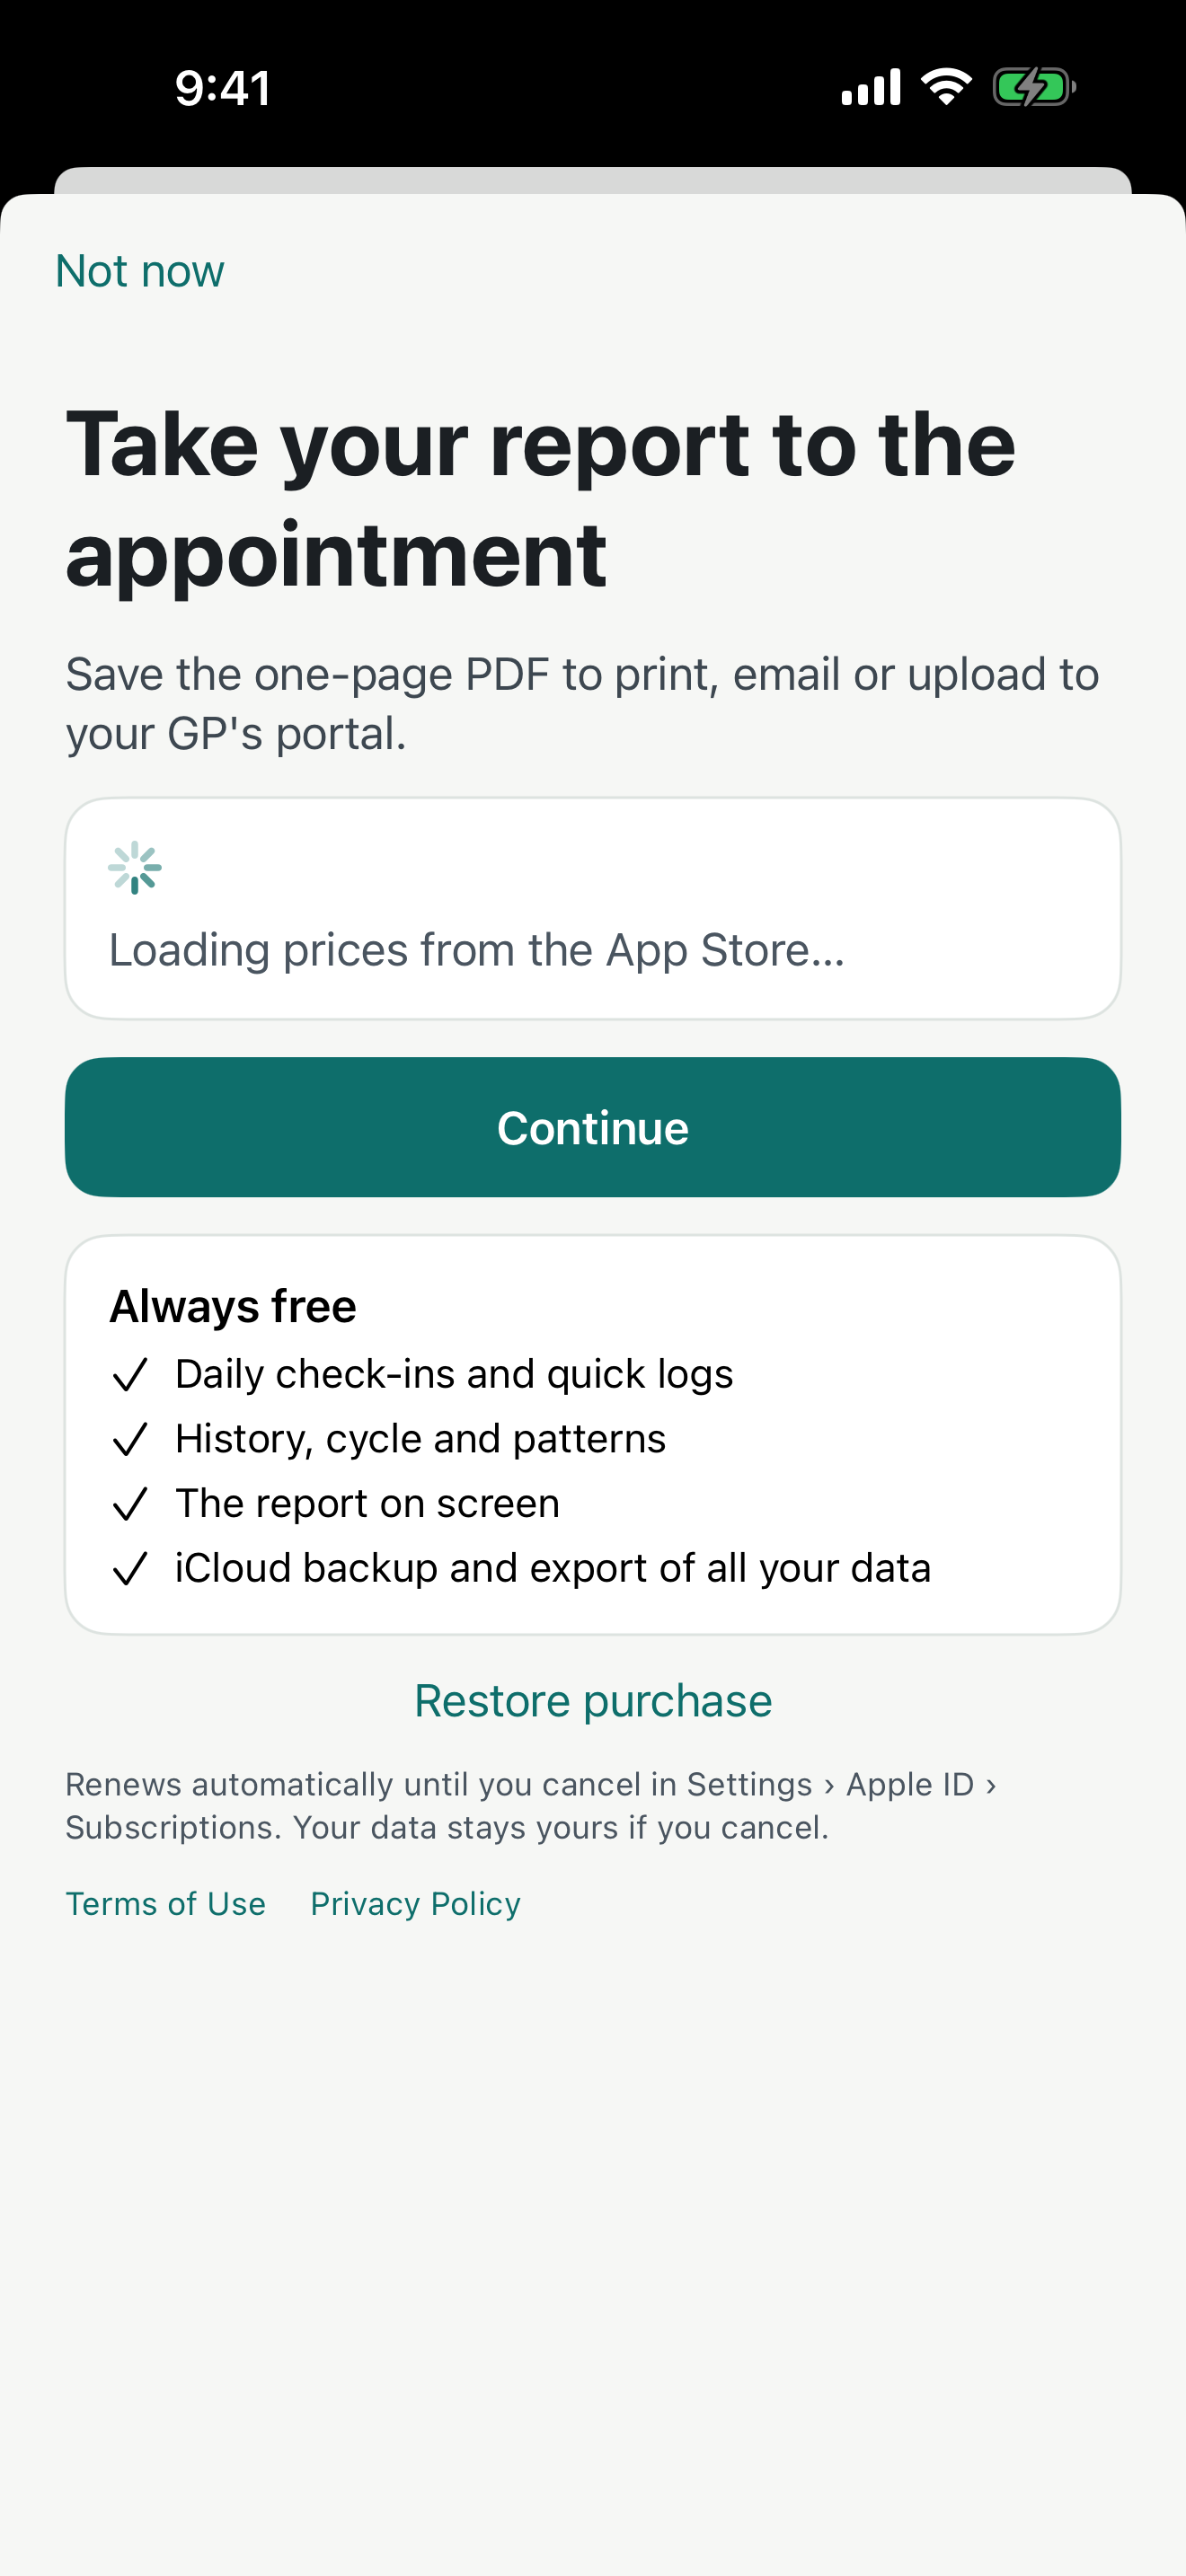 9:41
Not now
Take your report to the
appointment
Save the one-page PDF to print, email or upload to
your GP's portal.
Loading prices from the App Store...
Continue
Always free
Daily check-ins and quick logs
History, cycle and patterns
The report on screen
iCloud backup and export of all your data
Restore purchase
Renews automatically until you cancel in Settings › Apple ID ›
Subscriptions. Your data stays yours if you cancel.
Terms of Use Privacy Policy